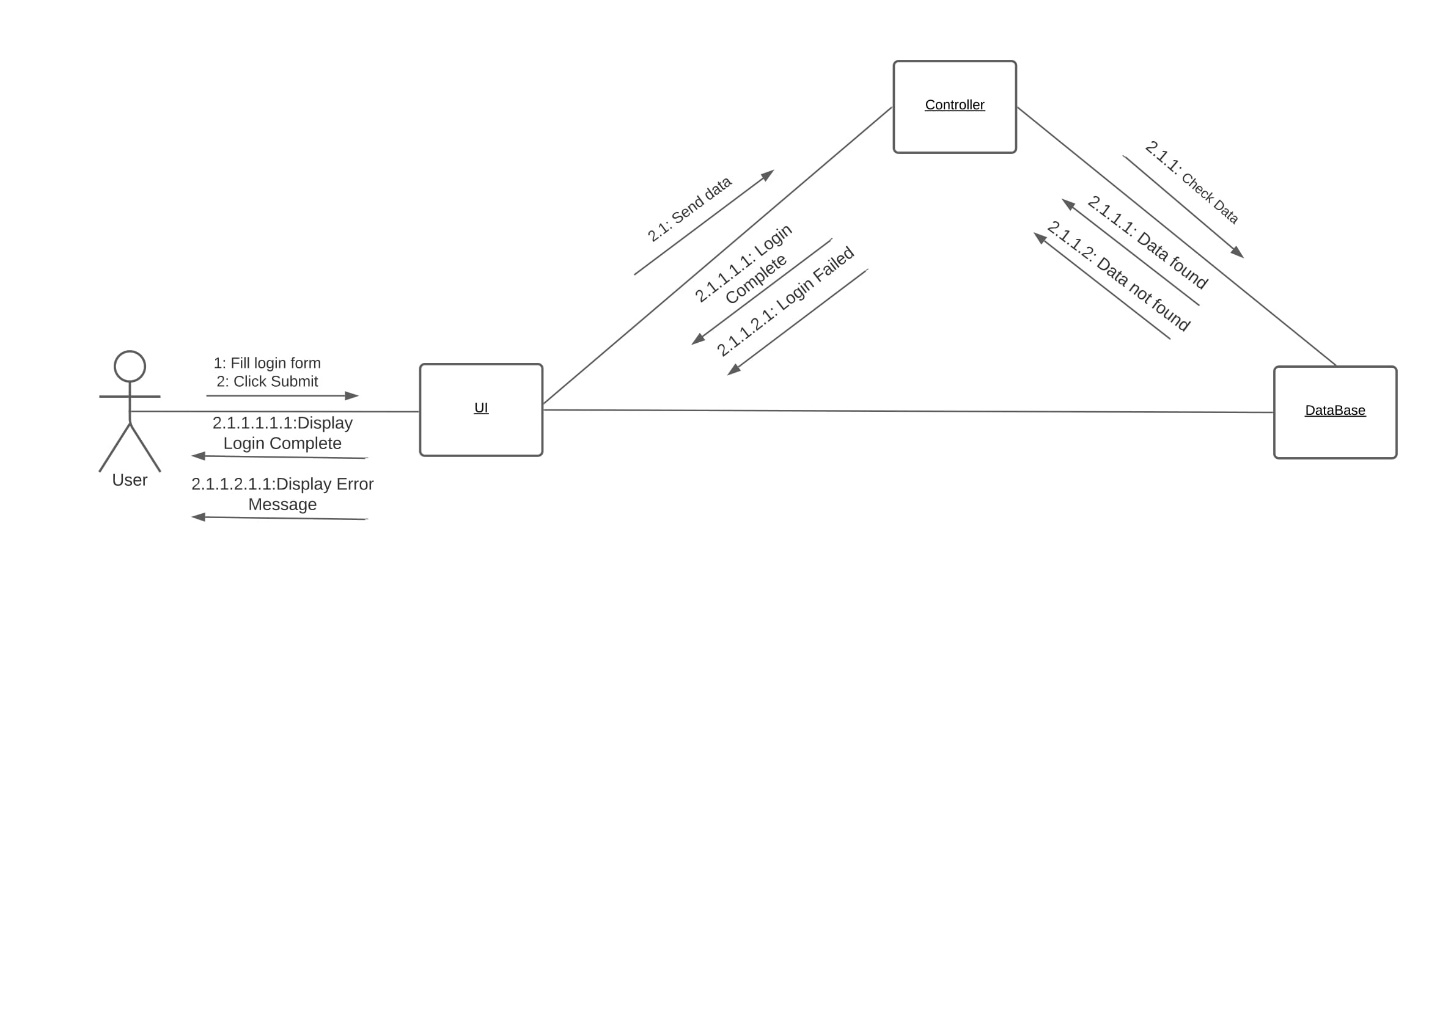 Controller
2.1.1: Check Data
2.1: Send data
2.1.1.1: Data found
2.1.1.2: Data not found
2.1.1.1.1: Login
Complete
2.1.1.2.1: Login Failed
1: Fill login form
2: Click Submit
UI
DataBase
2.1.1.1.1.1:Display
Login Complete
User
2.1.1.2.1.1:Display Error
Message